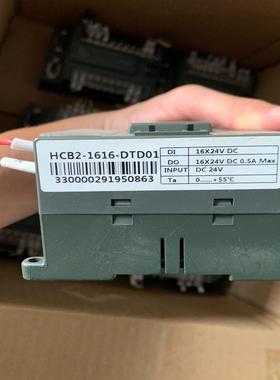 HCB2-1616-DTD01
330000291950863
DI 16X24V DC
DO 16X24V DC 0.5A Max
INPUT DC 24V
Ta 0......+55℃